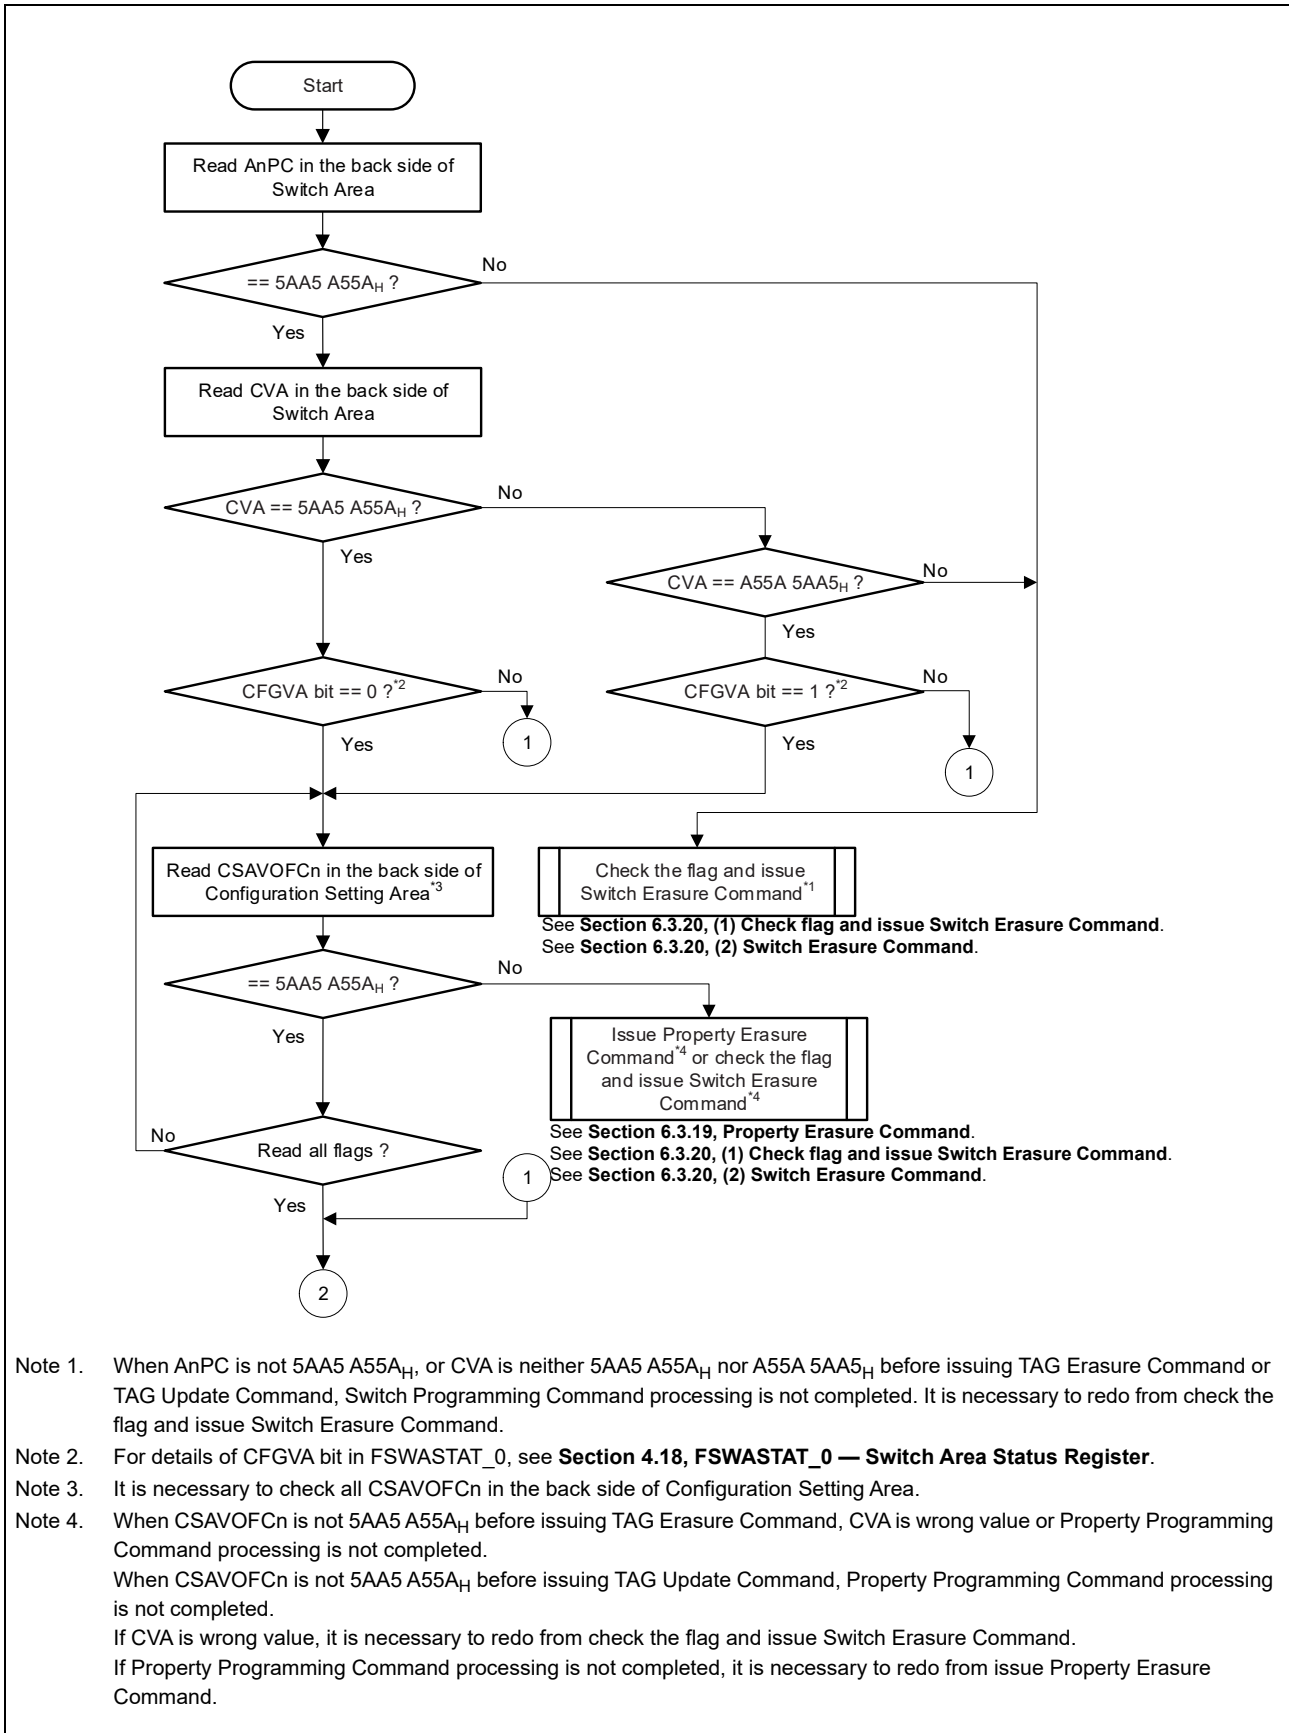 Start
Read AnPC in the back side of
Switch Area
== 5AA5 A55AH ?
No
Yes
Read CVA in the back side of
Switch Area
CVA == 5AA5 A55AH ?
No
Yes
CVA == A55A 5AA5H ?
No
Yes
CFGVA bit == 0 ?*2
No
CFGVA bit == 1 ?*2
No
1
Yes
Yes
1
Read CSAVOFCn in the back side of
Configuration Setting Area*3
Check the flag and issue
Switch Erasure Command*1
See Section 6.3.20, (1) Check flag and issue Switch Erasure Command.
See Section 6.3.20, (2) Switch Erasure Command.
== 5AA5 A55AH ?
No
Yes
Issue Property Erasure
Command*4 or check the flag
and issue Switch Erasure
Command*4
See Section 6.3.19, Property Erasure Command.
See Section 6.3.20, (1) Check flag and issue Switch Erasure Command.
See Section 6.3.20, (2) Switch Erasure Command.
No
Read all flags ?
1
Yes
2
Note 1. When AnPC is not 5AA5 A55AH, or CVA is neither 5AA5 A55AH nor A55A 5AA5H before issuing TAG Erasure Command or
TAG Update Command, Switch Programming Command processing is not completed. It is necessary to redo from check the
flag and issue Switch Erasure Command.
Note 2. For details of CFGVA bit in FSWASTAT_0, see Section 4.18, FSWASTAT_0 — Switch Area Status Register.
Note 3. It is necessary to check all CSAVOFCn in the back side of Configuration Setting Area.
Note 4. When CSAVOFCn is not 5AA5 A55AH before issuing TAG Erasure Command, CVA is wrong value or Property Programming
Command processing is not completed.
When CSAVOFCn is not 5AA5 A55AH before issuing TAG Update Command, Property Programming Command processing
is not completed.
If CVA is wrong value, it is necessary to redo from check the flag and issue Switch Erasure Command.
If Property Programming Command processing is not completed, it is necessary to redo from issue Property Erasure
Command.